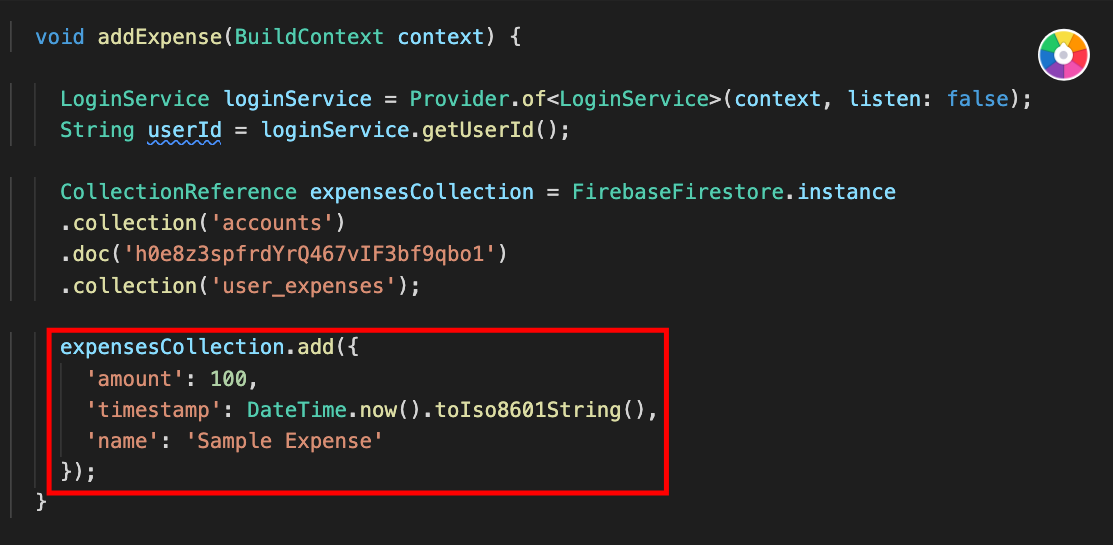 void addExpense(BuildContext context) {
LoginService loginService = Provider.of<LoginService>(context, listen: false);
String userId = loginService.getUserId();
CollectionReference expensesCollection = FirebaseFirestore.instance
.collection('accounts')
.doc('h0e8z3spfrdYrQ467vIF3bf9qbo1')
.collection('user_expenses');
expensesCollection.add({
'amount': 100,
'timestamp': DateTime.now().toIso8601String(),
'name': 'Sample Expense'
});
}